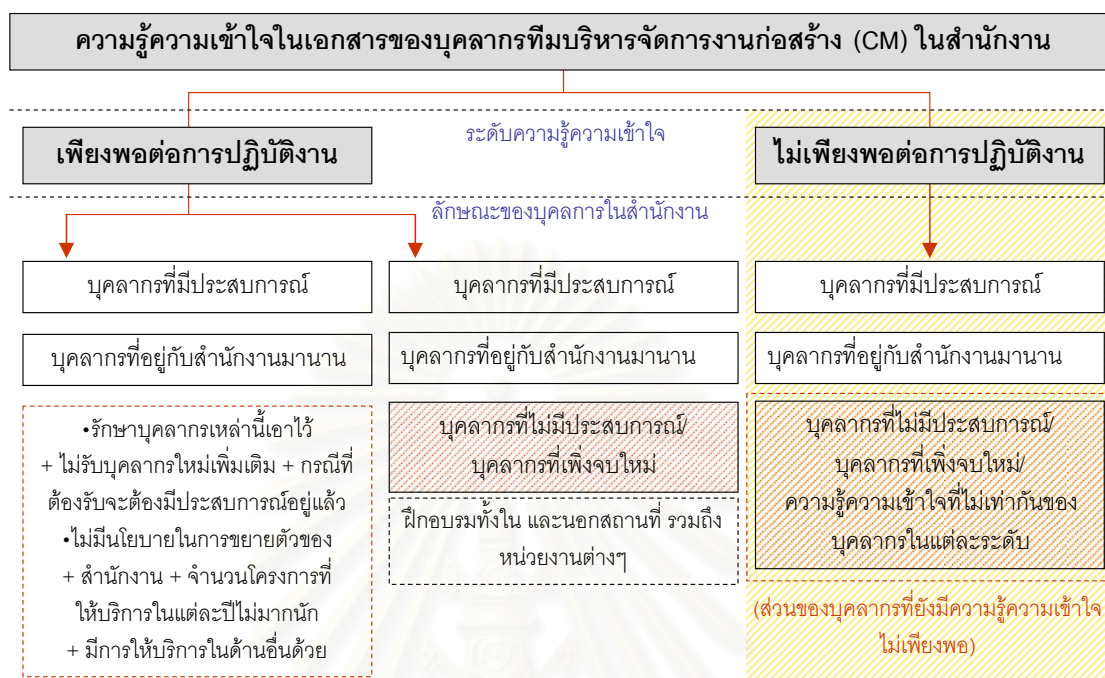 ความรู้ความเข้าใจในเอกสารของบุคลากรทีมบริหารจัดการงานก่อสร้าง (CM) ในสำนักงาน
ระดับความรู้ความเข้าใจ
เพียงพอต่อการปฏิบัติงาน
ไม่เพียงพอต่อการปฏิบัติงาน
ลักษณะของบุคลการในสำนักงาน
บุคลากรที่มีประสบการณ์
บุคลากรที่อยู่กับสำนักงานมานาน
•รักษาบุคลากรเหล่านี้เอาไว้
+ ไม่รับบุคลากรใหม่เพิ่มเติม + กรณีที่
ต้องรับจะต้องมีประสบการณ์อยู่แล้ว
•ไม่มีนโยบายในการขยายตัวของ
+ สำนักงาน + จำนวนโครงการที่
ให้บริการในแต่ละปีไม่มากนัก
+ มีการให้บริการในด้านอื่นด้วย
บุคลากรที่มีประสบการณ์
บุคลากรที่อยู่กับสำนักงานมานาน
บุคลากรที่ไม่มีประสบการณ์/
บุคลากรที่เพิ่งจบใหม่
ฝึกอบรมทั้งใน และนอกสถานที่ รวมถึง
หน่วยงานต่างๆ
บุคลากรที่มีประสบการณ์
บุคลากรที่อยู่กับสำนักงานมานาน
บุคลากรที่ไม่มีประสบการณ์/
บุคลากรที่เพิ่งจบใหม่/
ความรู้ความเข้าใจที่ไม่เท่ากันของ
บุคลากรในแต่ละระดับ
(ส่วนของบุคลากรที่ยังมีความรู้ความเข้าใจ
ไม่เพียงพอ)